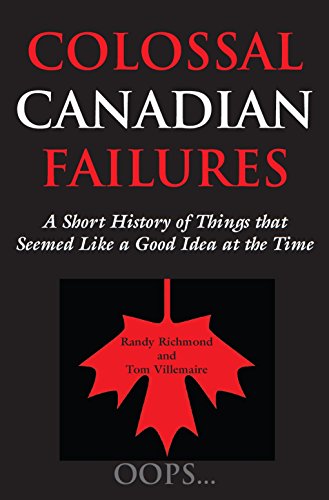 COLOSSAL
CANADIAN
FAILURES
A Short History of Things that
Seemed Like a Good Idea at the Time
Randy Richmond
and
Tom Villemaire
OOPS...